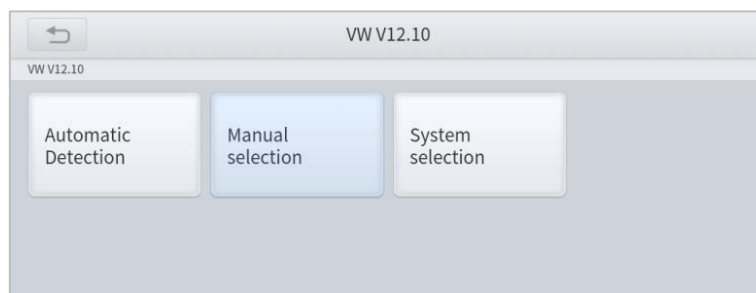 VW V12.10
VW V12.10
Automatic
Detection
Manual
selection
System
selection